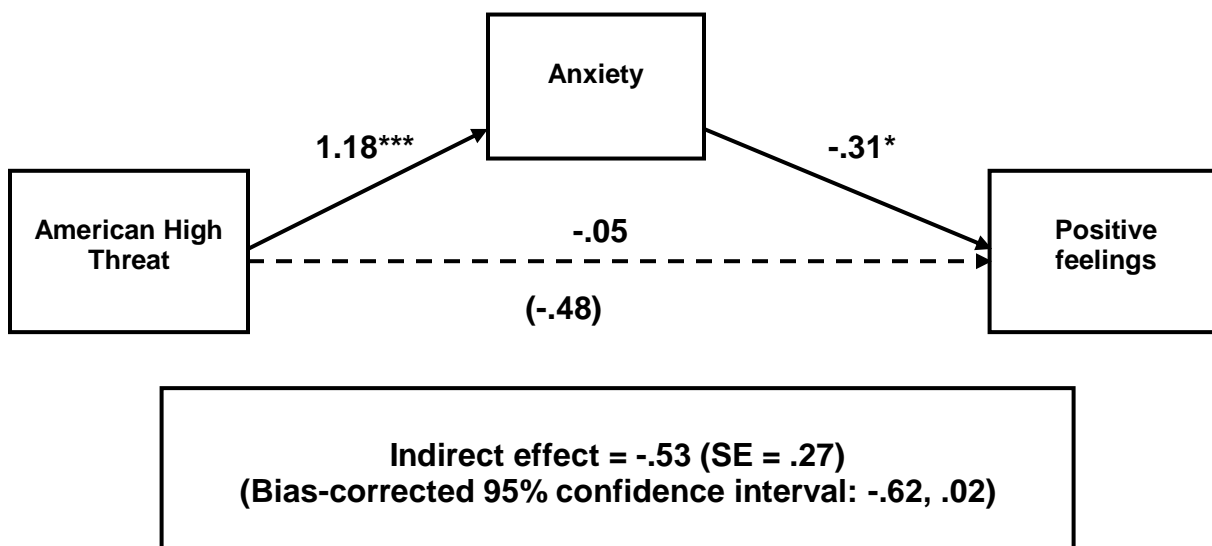 Anxiety
1.18***
-.31*
American High
Threat
-.05
Positive
feelings
(-.48)
Indirect effect = -.53 (SE = .27)
(Bias-corrected 95% confidence interval: -.62, .02)